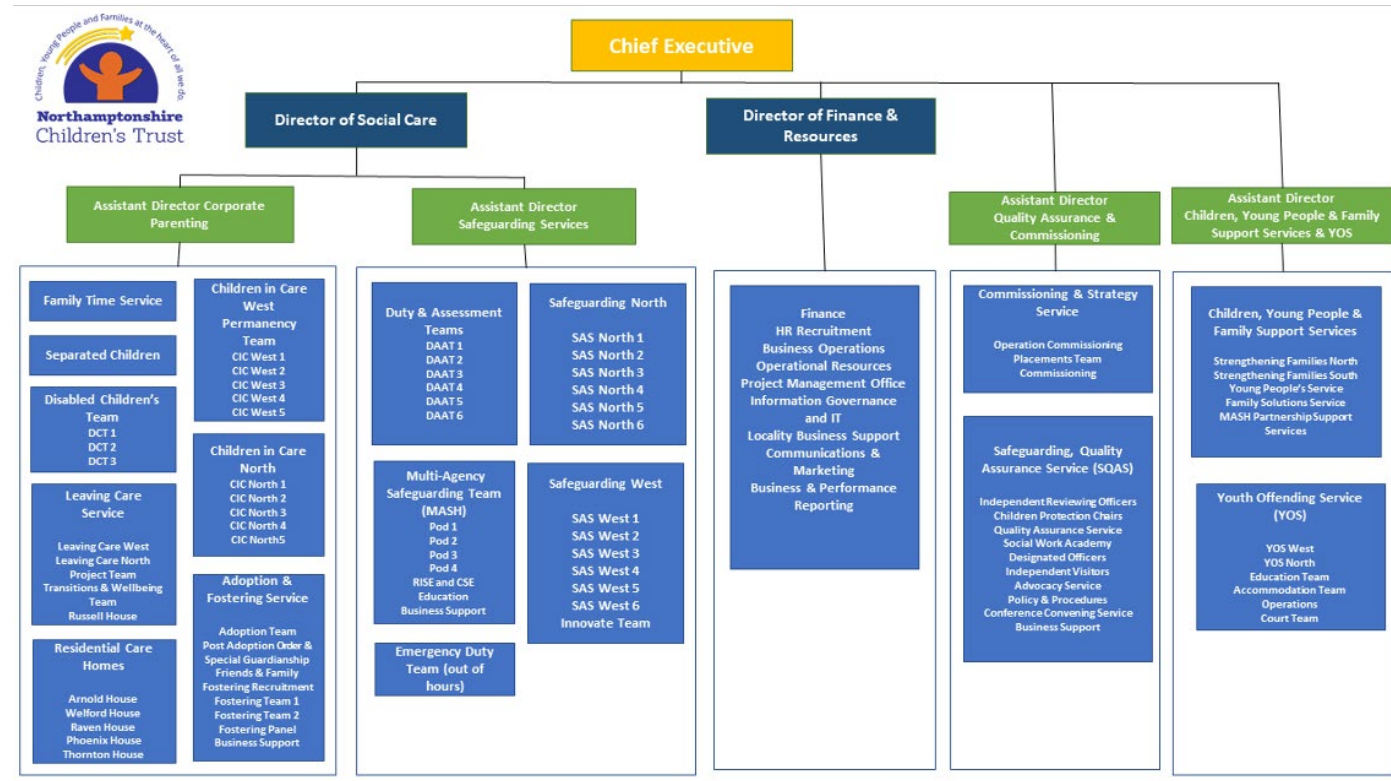 Children, Young People and Families at the heart of all we do.
Northamptonshire
Children's Trust
Chief Executive
Director of Social Care
Director of Finance &
Resources
Assistant Director Corporate
Parenting
Assistant Director
Safeguarding Services
Assistant Director
Quality Assurance &
Commissioning
Assistant Director
Children, Young People & Family
Support Services & YOS
Family Time Service
Separated Children
Disabled Children's
Team
DCT 1
DCT 2
DCT 3
Leaving Care
Service
Leaving Care West
Leaving Care North
Project Team
Transitions & Wellbeing
Team
Russell House
Residential Care
Homes
Arnold House
Welford House
Raven House
Phoenix House
Thornton House
Children in Care
West
Permanency
Team
CIC West 1
CIC West 2
CIC West 3
CIC West 4
CIC West 5
Children in Care
North
CIC North 1
CIC North 2
CIC North 3
CIC North 4
CIC North5
Adoption &
Fostering Service
Adoption Team
Post Adoption Order &
Special Guardianship
Friends & Family
Fostering Recruitment
Fostering Team 1
Fostering Team 2
Fostering Panel
Business Support
Duty & Assessment
Teams
DAAT 1
DAAT 2
DAAT 3
DAAT 4
DAAT 5
DAAT 6
Multi-Agency
Safeguarding Team
(MASH)
Pod 1
Pod 2
Pod 3
Pod 4
RISE and CSE
Education
Business Support
Emergency Duty
Team (out of
hours)
Safeguarding North
SAS North 1
SAS North 2
SAS North 3
SAS North 4
SAS North 5
SAS North 6
Safeguarding West
SAS West 1
SAS West 2
SAS West 3
SAS West 4
SAS West 5
SAS West 6
Innovate Team
Finance
HR Recruitment
Business Operations
Operational Resources
Project Management Office
Information Governance
and IT
Locality Business Support
Communications &
Marketing
Business & Performance
Reporting
Commissioning & Strategy
Service
Operation Commissioning
Placements Team
Commissioning
Safeguarding, Quality
Assurance Service (SQAS)
Independent Reviewing Officers
Children Protection Chairs
Quality Assurance Service
Social Work Academy
Designated Officers
Independent Visitors
Advocacy Service
Policy & Procedures
Conference Convening Service
Business Support
Children, Young People &
Family Support Services
Strengthening Families North
Strengthening Families South
Young People's Service
Family Solutions Service
MASH Partnership Support
Services
Youth Offending Service
(YOS)
YOS West
YOS North
Education Team
Accommodation Team
Operations
Court Team